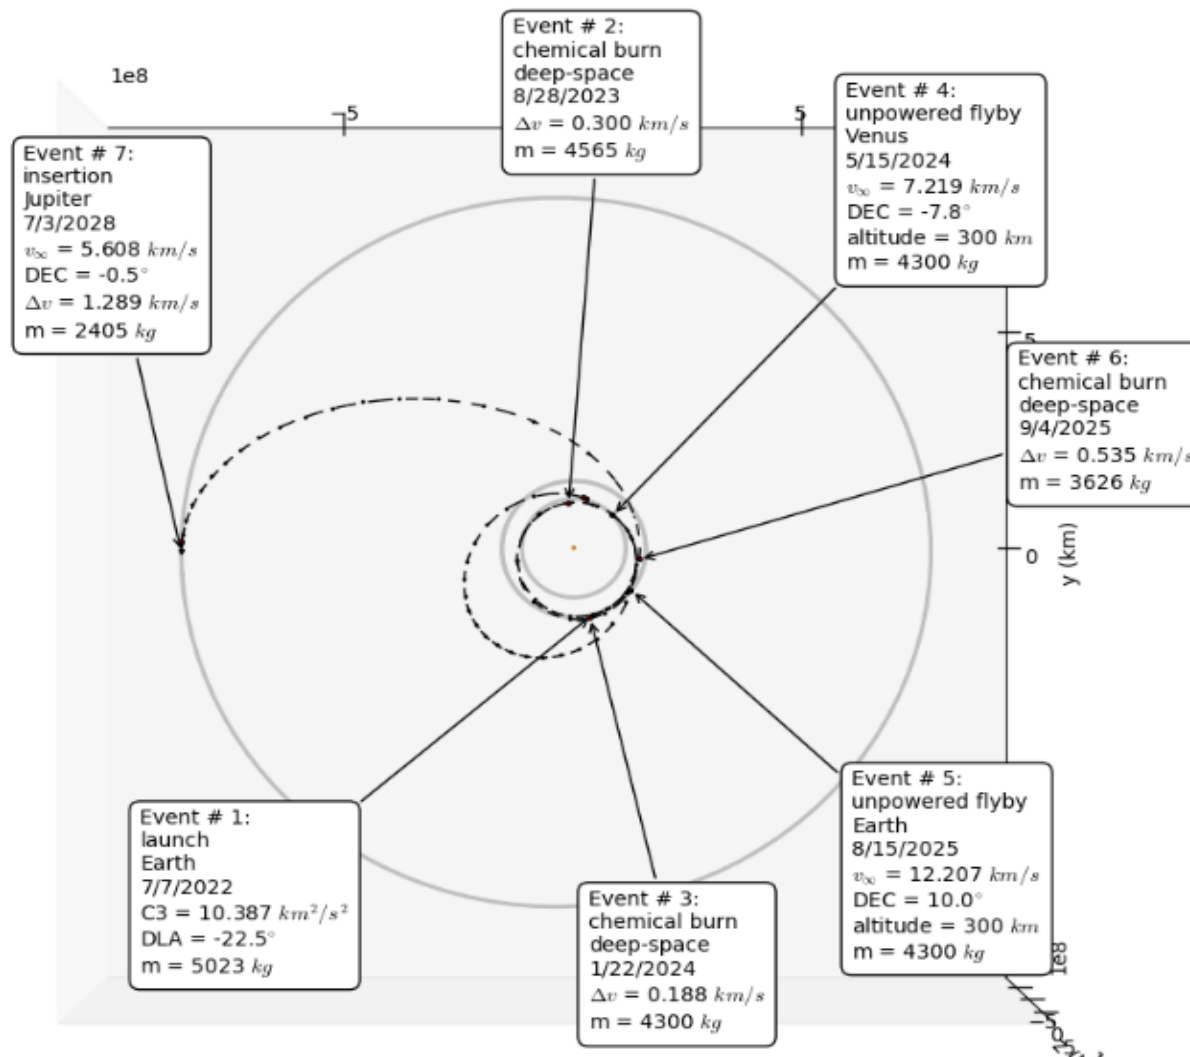 Event # 2:
chemical burn
deep-space
8/28/2023
Δv = 0.300 km/s
m = 4565 kg
1e8
-5
5
Event # 4:
unpowered flyby
Venus
5/15/2024
v∞ = 7.219 km/s
DEC = -7.8°
altitude = 300 km
m = 4300 kg
Event # 7:
insertion
Jupiter
7/3/2028
v∞ = 5.608 km/s
DEC = -0.5°
Δv = 1.289 km/s
m = 2405 kg
5
Event # 6:
chemical burn
deep-space
9/4/2025
Δv = 0.535 km/s
m = 3626 kg
0
y (km)
Event # 1:
launch
Earth
7/7/2022
C3 = 10.387 km²/s²
DLA = -22.5°
m = 5023 kg
Event # 5:
unpowered flyby
Earth
8/15/2025
v∞ = 12.207 km/s
DEC = 10.0°
altitude = 300 km
m = 4300 kg
Event # 3:
chemical burn
deep-space
1/22/2024
Δv = 0.188 km/s
m = 4300 kg
1e8